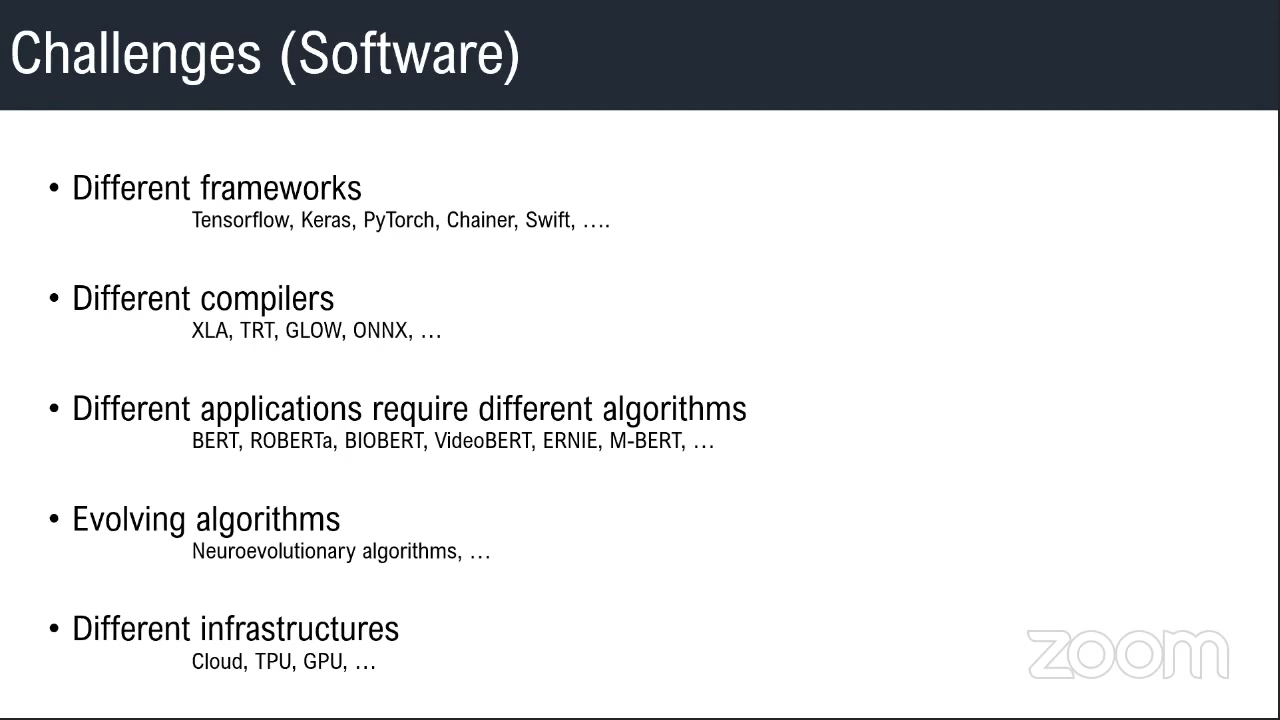 Challenges (Software)
• Different frameworks
Tensorflow, Keras, PyTorch, Chainer, Swift, ….
• Different compilers
XLA, TRT, GLOW, ONNX, …
• Different applications require different algorithms
BERT, ROBERTa, BIOBERT, VideoBERT, ERNIE, M-BERT, …
• Evolving algorithms
Neuroevolutionary algorithms, …
• Different infrastructures
Cloud, TPU, GPU, …
zoom